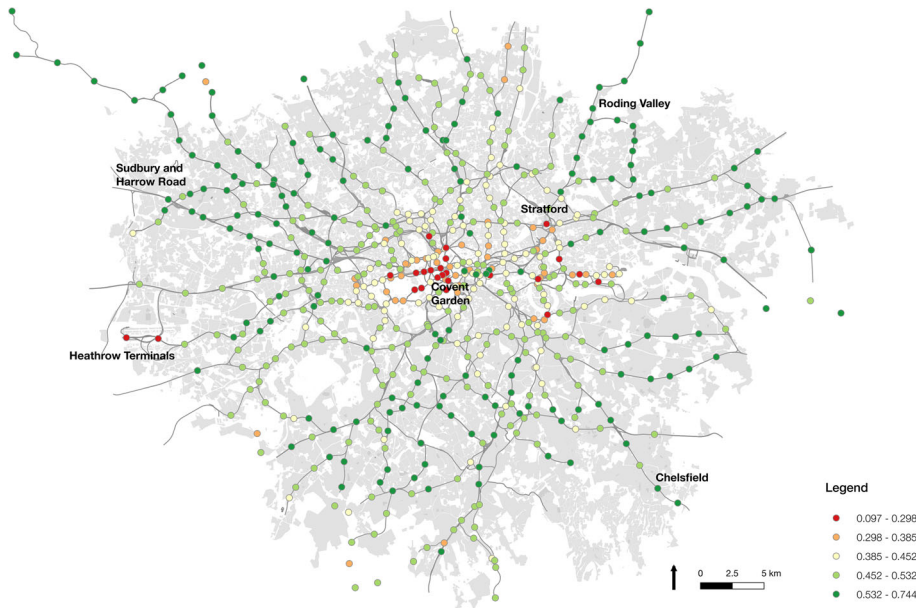 Roding Valley
Sudbury and
Harrow Road
Stratford
Covent
Garden
Heathrow Terminals
Chelsfield
Legend
0.097 - 0.298
0.298 - 0.385
0.385 - 0.452
0.452 - 0.532
0.532 - 0.744
0 2.5 5 km